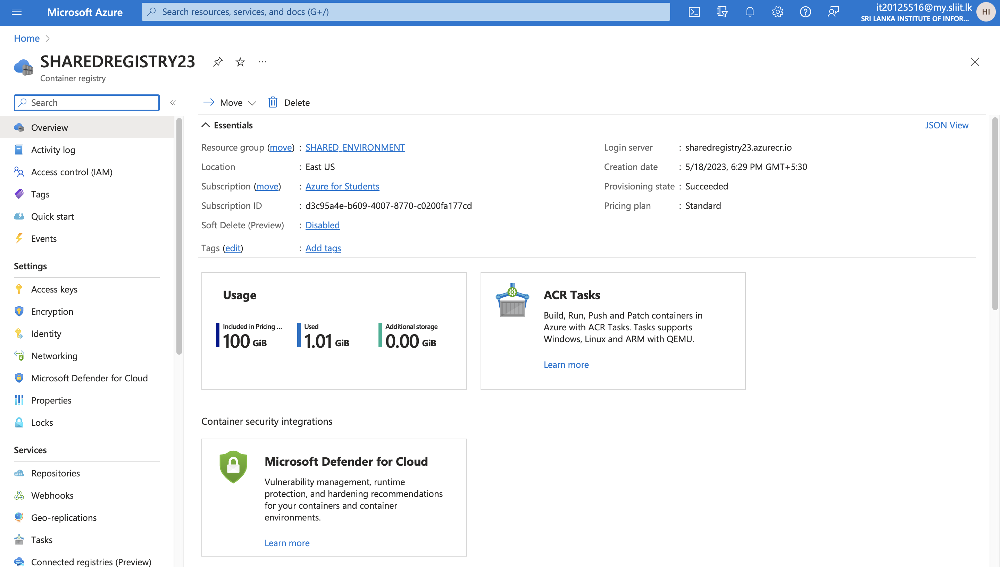 Microsoft Azure
Search resources, services, and docs (G+/)
it20125516@my.sliit.lk
SRI LANKA INSTITUTE OF INFOR...
HI
Home
SHAREDREGISTRY23
Container registry
Search
Move
Delete
Overview
Activity log
Access control (IAM)
Tags
Quick start
Events
Settings
Access keys
Encryption
Identity
Networking
Microsoft Defender for Cloud
Properties
Locks
Services
Repositories
Webhooks
Geo-replications
Tasks
Connected registries (Preview)
Essentials
JSON View
Resource group (move) : SHARED_ENVIRONMENT
Location : East US
Subscription (move) : Azure for Students
Subscription ID : d3c95a4e-b609-4007-8770-c0200fa177cd
Soft Delete (Preview) : Disabled
Tags (edit) : Add tags
Login server : sharedregistry23.azurecr.io
Creation date : 5/18/2023, 6:29 PM GMT+5:30
Provisioning state : Succeeded
Pricing plan : Standard
Usage
Included in Pricing ...
100 GiB
Used
1.01 GiB
Additional storage
0.00 GiB
ACR Tasks
Build, Run, Push and Patch containers in
Azure with ACR Tasks. Tasks supports
Windows, Linux and ARM with QEMU.
Learn more
Container security integrations
Microsoft Defender for Cloud
Vulnerability management, runtime
protection, and hardening recommendations
for your containers and container
environments.
Learn more